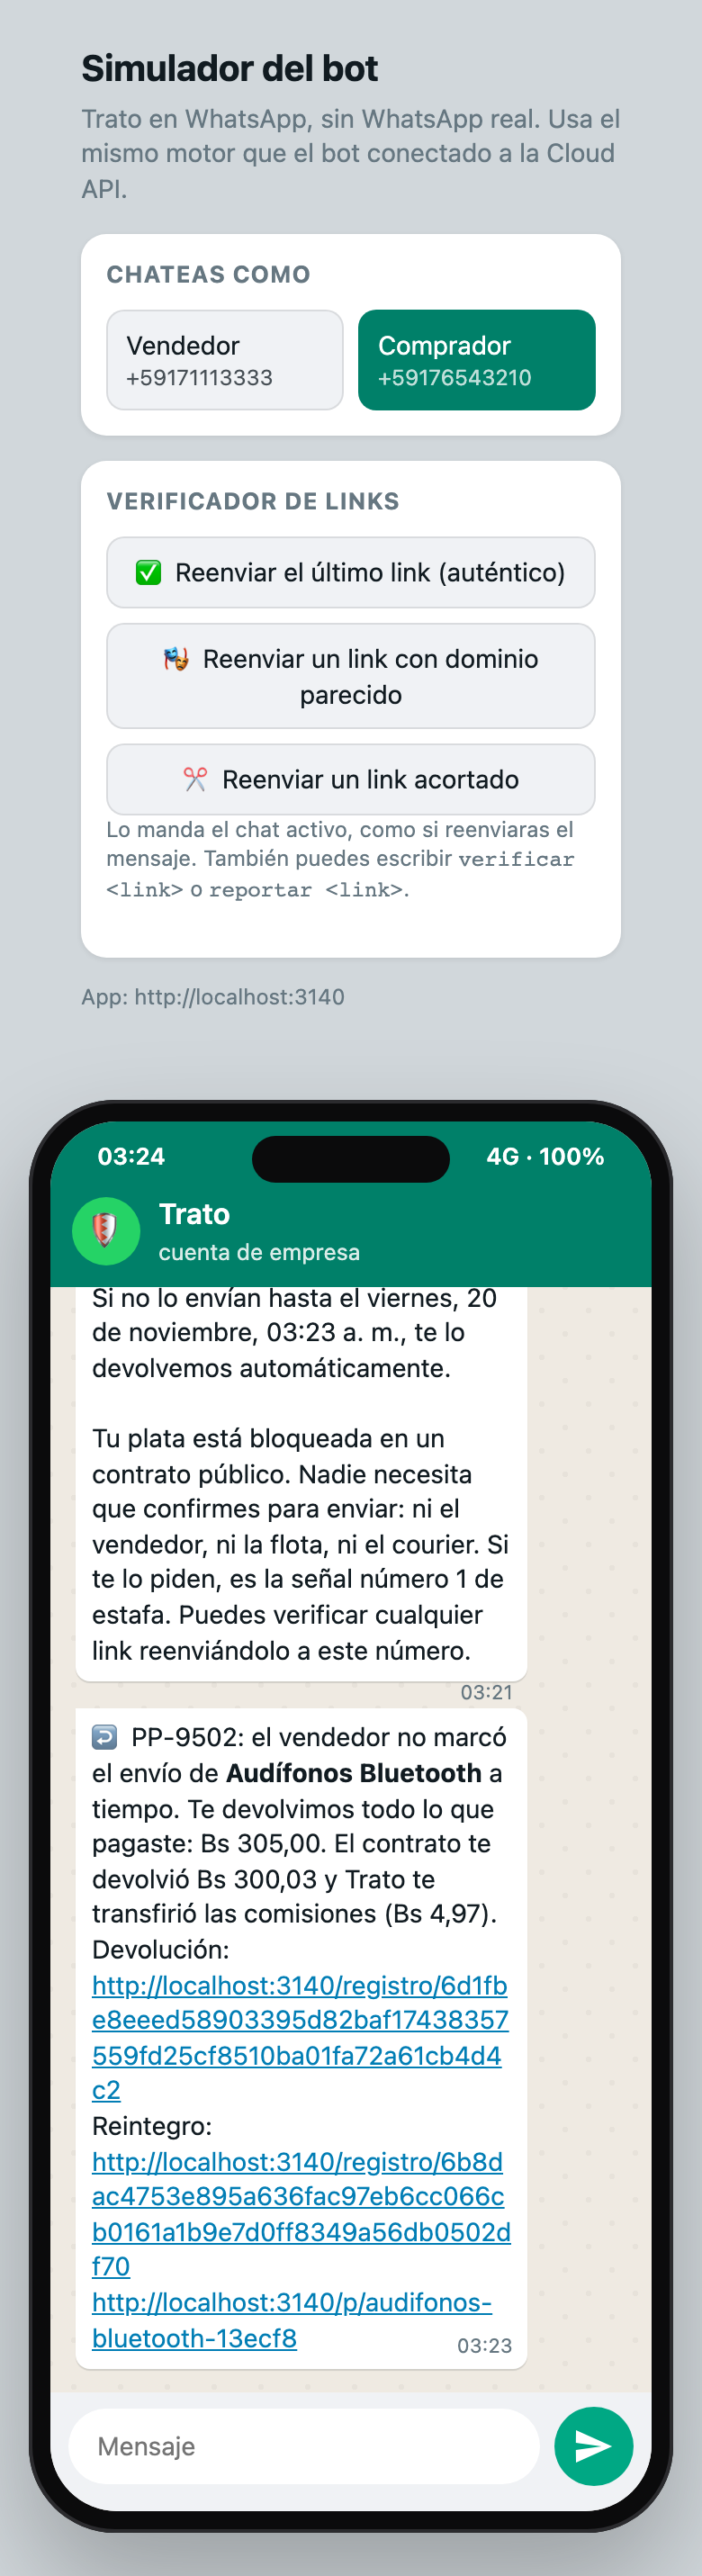 Simulador del bot
Trato en WhatsApp, sin WhatsApp real. Usa el
mismo motor que el bot conectado a la Cloud
API.
CHATEAS COMO
Vendedor
+59171113333
Comprador
+59176543210
VERIFICADOR DE LINKS
✅ Reenviar el último link (auténtico)
🎭 Reenviar un link con dominio
parecido
✂️ Reenviar un link acortado
Lo manda el chat activo, como si reenviaras el
mensaje. También puedes escribir verificar
<link> o reportar <link>.
App: http://localhost:3140
03:24
4G · 100%
Trato
cuenta de empresa
Si no lo envían hasta el viernes, 20
de noviembre, 03:23 a. m., te lo
devolvemos automáticamente.
Tu plata está bloqueada en un
contrato público. Nadie necesita
que confirmes para enviar: ni el
vendedor, ni la flota, ni el courier. Si
te lo piden, es la señal número 1 de
estafa. Puedes verificar cualquier
link reenviándolo a este número.
03:21
↩️ PP-9502: el vendedor no marcó
el envío de Audífonos Bluetooth a
tiempo. Te devolvimos todo lo que
pagaste: Bs 305,00. El contrato te
devolvió Bs 300,03 y Trato te
transfirió las comisiones (Bs 4,97).
Devolución:
http://localhost:3140/registro/6d1fb
e8eeed58903395d82baf17438357
559fd25cf8510ba01fa72a61cb4d4
c2
Reintegro:
http://localhost:3140/registro/6b8d
ac4753e895a636fac97eb6cc066c
b0161a1b9e7d0ff8349a56db0502d
f70
http://localhost:3140/p/audifonos-
bluetooth-13ecf8
03:23
Mensaje